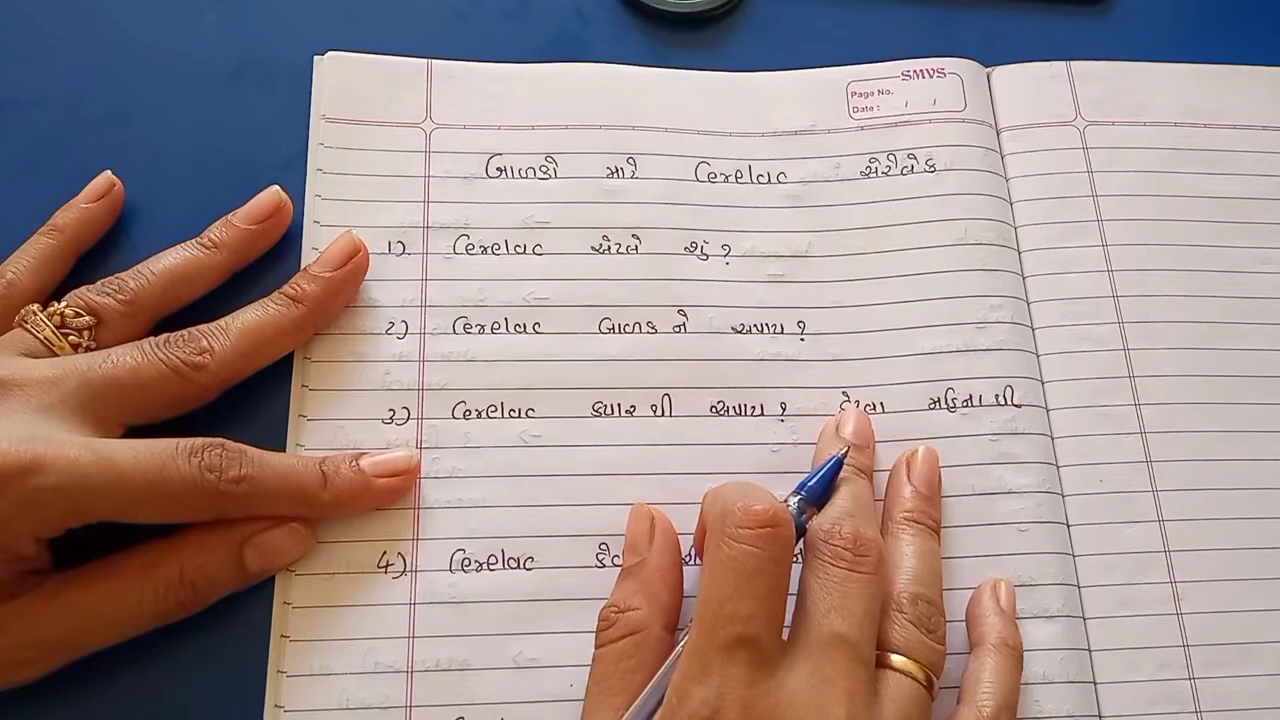 SMVS
Page No.
Date : / /
બાળકો માટે Cerelac સેરેલેક
1). Cerelac એટલે શું?
2) Cerelac બાળક ને અપાય?
3) Cerelac ક્યાર થી અપાય? કેટલા મહિના થી
4). Cerelac